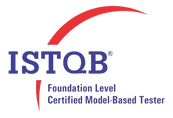 ISTQB®
Foundation Level
Certified Model-Based Tester